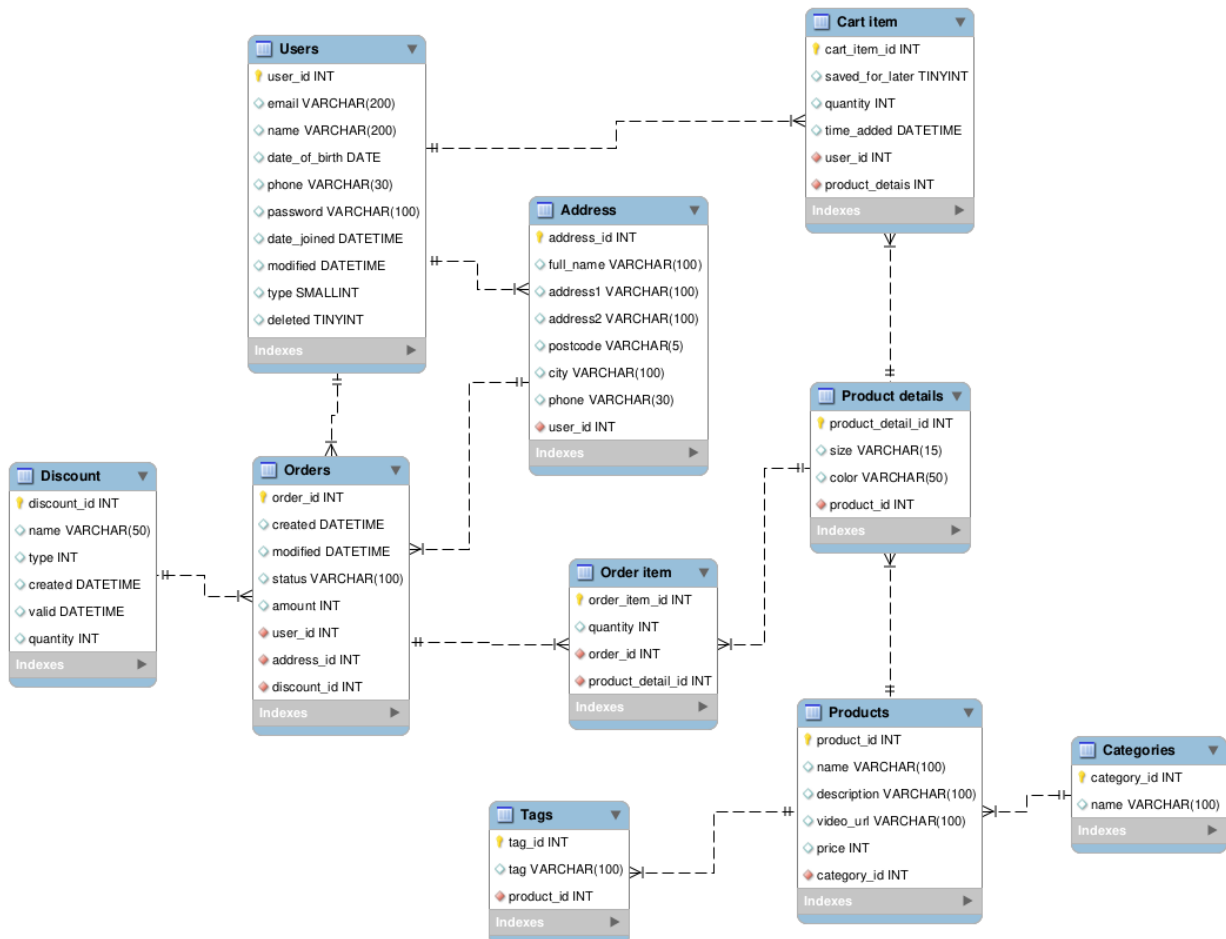 Users
user_id INT
email VARCHAR(200)
name VARCHAR(200)
date_of_birth DATE
phone VARCHAR(30)
password VARCHAR(100)
date_joined DATETIME
modified DATETIME
type SMALLINT
deleted TINYINT
Indexes
Cart item
cart_item_id INT
saved_for_later TINYINT
quantity INT
time_added DATETIME
user_id INT
product_detais INT
Indexes
Address
address_id INT
full_name VARCHAR(100)
address1 VARCHAR(100)
address2 VARCHAR(100)
postcode VARCHAR(5)
city VARCHAR(100)
phone VARCHAR(30)
user_id INT
Indexes
Product details
product_detail_id INT
size VARCHAR(15)
color VARCHAR(50)
product_id INT
Indexes
Discount
discount_id INT
name VARCHAR(50)
type INT
created DATETIME
valid DATETIME
quantity INT
Indexes
Orders
order_id INT
created DATETIME
modified DATETIME
status VARCHAR(100)
amount INT
user_id INT
address_id INT
discount_id INT
Indexes
Order item
order_item_id INT
quantity INT
order_id INT
product_detail_id INT
Indexes
Products
product_id INT
name VARCHAR(100)
description VARCHAR(100)
video_url VARCHAR(100)
price INT
category_id INT
Indexes
Categories
category_id INT
name VARCHAR(100)
Indexes
Tags
tag_id INT
tag VARCHAR(100)
product_id INT
Indexes